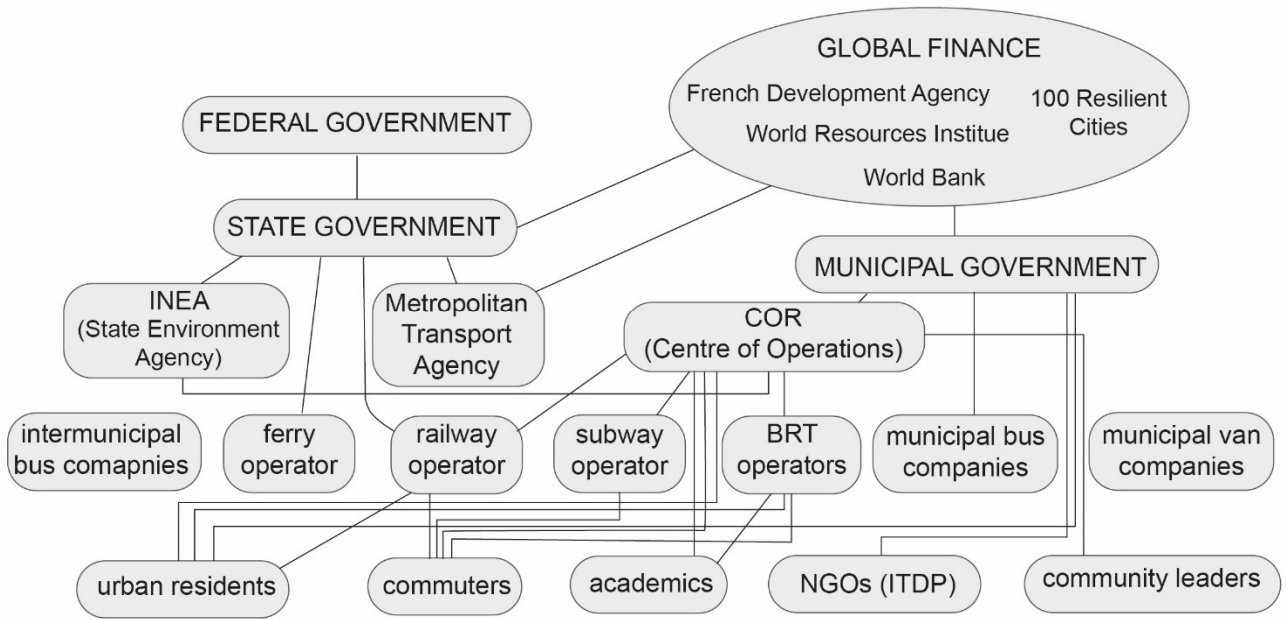 GLOBAL FINANCE
French Development Agency
100 Resilient
Cities
World Resources Institue
World Bank
FEDERAL GOVERNMENT
STATE GOVERNMENT
MUNICIPAL GOVERNMENT
INEA
(State Environment
Agency)
Metropolitan
Transport
Agency
COR
(Centre of Operations)
intermunicipal
bus comapnies
ferry
operator
railway
operator
subway
operator
BRT
operators
municipal bus
companies
municipal van
companies
urban residents
commuters
academics
NGOs (ITDP)
community leaders